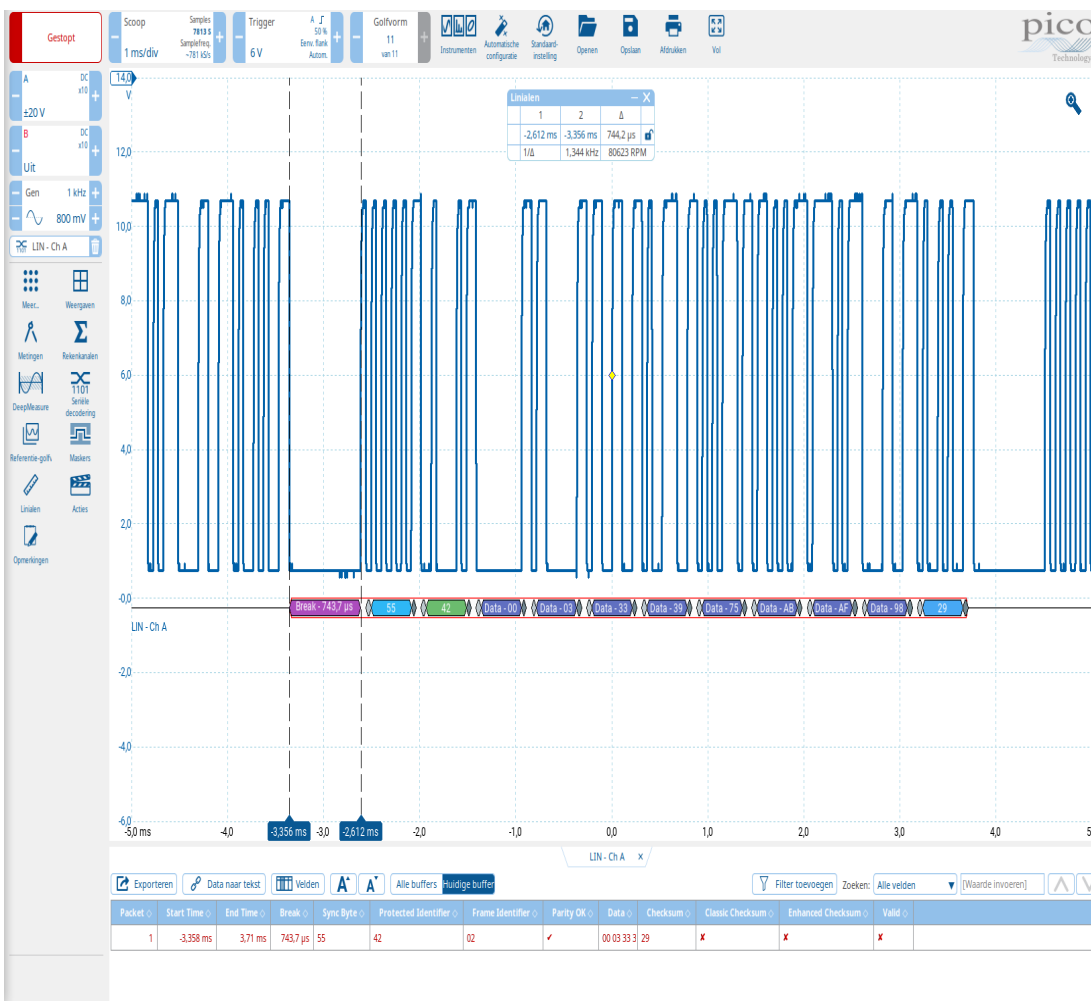 Gestopt
Scoop
1 ms/div
Samples
7813 S
Samplefreq.
~781 kS/s
Trigger
6 V
A
50 %
Eenv. flank
Autom.
Golfvorm
11
van 11
Instrumenten
Automatische
configuratie
Standaard-
instelling
Openen
Opslaan
Afdrukken
Vol
pico
Technology
A
DC
x10
±20 V
B
DC
x10
Uit
Gen
1 kHz
800 mV
1101
LIN - Ch A
Meer...
Weergaven
Metingen
Rekenkanalen
DeepMeasure
1101
Seriële
decodering
Referentie-golfv
Maskers
Linialen
Acties
Opmerkingen
14,0
V
12,0
10,0
8,0
6,0
4,0
2,0
-0,0
-2,0
-4,0
-6,0
Linialen
1 2 Δ
-2,612 ms -3,356 ms 744,2 µs
1/Δ 1,344 kHz 80623 RPM
Break - 743,7 µs 55 42 Data - 00 Data - 03 Data - 33 Data - 39 Data - 75 Data - AB Data - AF Data - 98 29
LIN - Ch A
-5,0 ms -4,0 -3,356 ms -3,0 -2,612 ms -2,0 -1,0 0,0 1,0 2,0 3,0 4,0 5
LIN - Ch A x
Exporteren Data naar tekst Velden A A Alle buffers Huidige buffer Filter toevoegen Zoeken: Alle velden [Waarde invoeren]
Packet Start Time End Time Break Sync Byte Protected Identifier Frame Identifier Parity OK Data Checksum Classic Checksum Enhanced Checksum Valid
1 -3,358 ms 3,71 ms 743,7 µs 55 42 02 ✓ 00 03 33 3 29 ✗ ✗ ✗